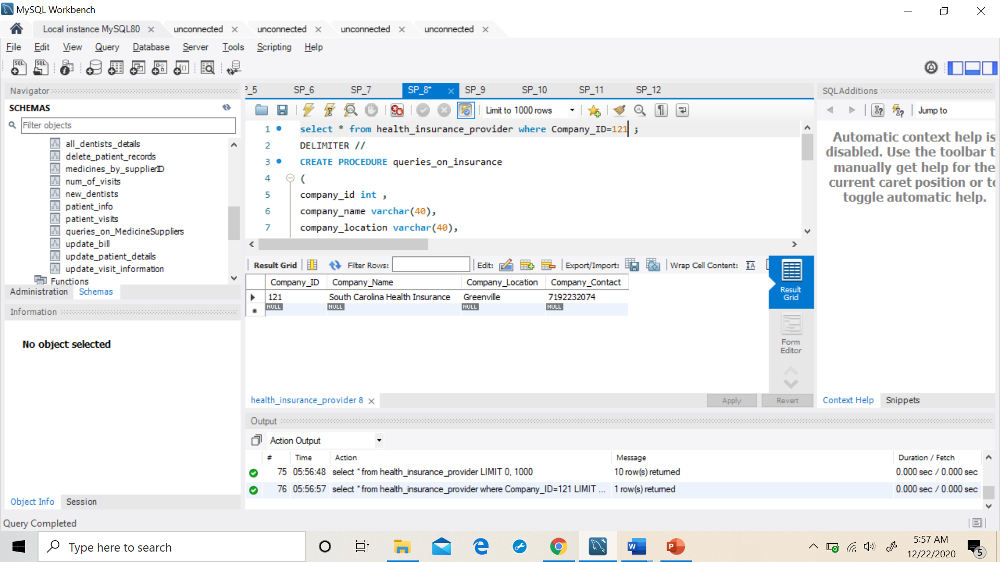 MySQL Workbench
Local instance MySQL80
unconnected
unconnected
unconnected
unconnected
File Edit View Query Database Server Tools Scripting Help
Navigator
SCHEMAS
Filter objects
all_dentists_details
delete_patient_records
medicines_by_supplierID
num_of_visits
new_dentists
patient_info
patient_visits
queries_on_MedicineSuppliers
update_bill
update_patient_details
update_visit_information
Functions
Administration Schemas
Information
No object selected
Object Info Session
_5 SP_6 SP_7 SP_8* SP_9 SP_10 SP_11 SP_12
Limit to 1000 rows
1 select * from health_insurance_provider where Company_ID=121 ;
2 DELIMITER //
3 CREATE PROCEDURE queries_on_insurance
4 (
5 company_id int ,
6 company_name varchar(40),
7 company_location varchar(40),
Result Grid Filter Rows: Edit: Export/Import: Wrap Cell Content:
Company_ID Company_Name Company_Location Company_Contact
121 South Carolina Health Insurance Greenville 7192232074
NULL NULL NULL NULL
Result
Grid
Form
Editor
health_insurance_provider 8
Apply Revert
SQLAdditions
Jump to
Automatic context help is
disabled. Use the toolbar t
manually get help for the
current caret position or to
toggle automatic help.
Context Help Snippets
Output
Action Output
# Time Action Message Duration / Fetch
75 05:56:48 select * from health_insurance_provider LIMIT 0, 1000 10 row(s) returned 0.000 sec / 0.000 sec
76 05:56:57 select * from health_insurance_provider where Company_ID=121 LIMIT ... 1 row(s) returned 0.000 sec / 0.000 sec
Query Completed
Type here to search
5:57 AM
12/22/2020
5